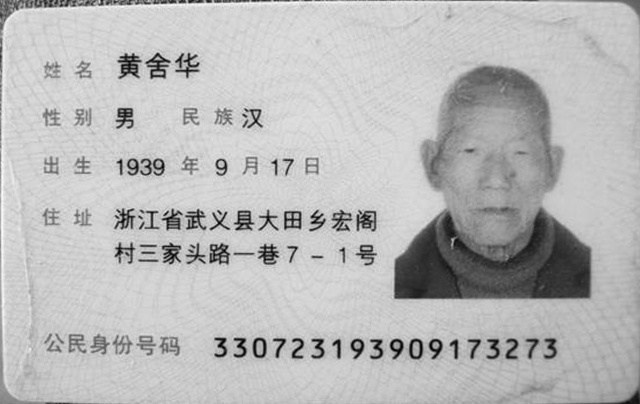 姓名 黄舍华
性别 男 民族 汉
出生 1939 年 9 月 17 日
住址 浙江省武义县大田乡宏阁
村三家头路一巷7-1号
公民身份号码 330723193909173273